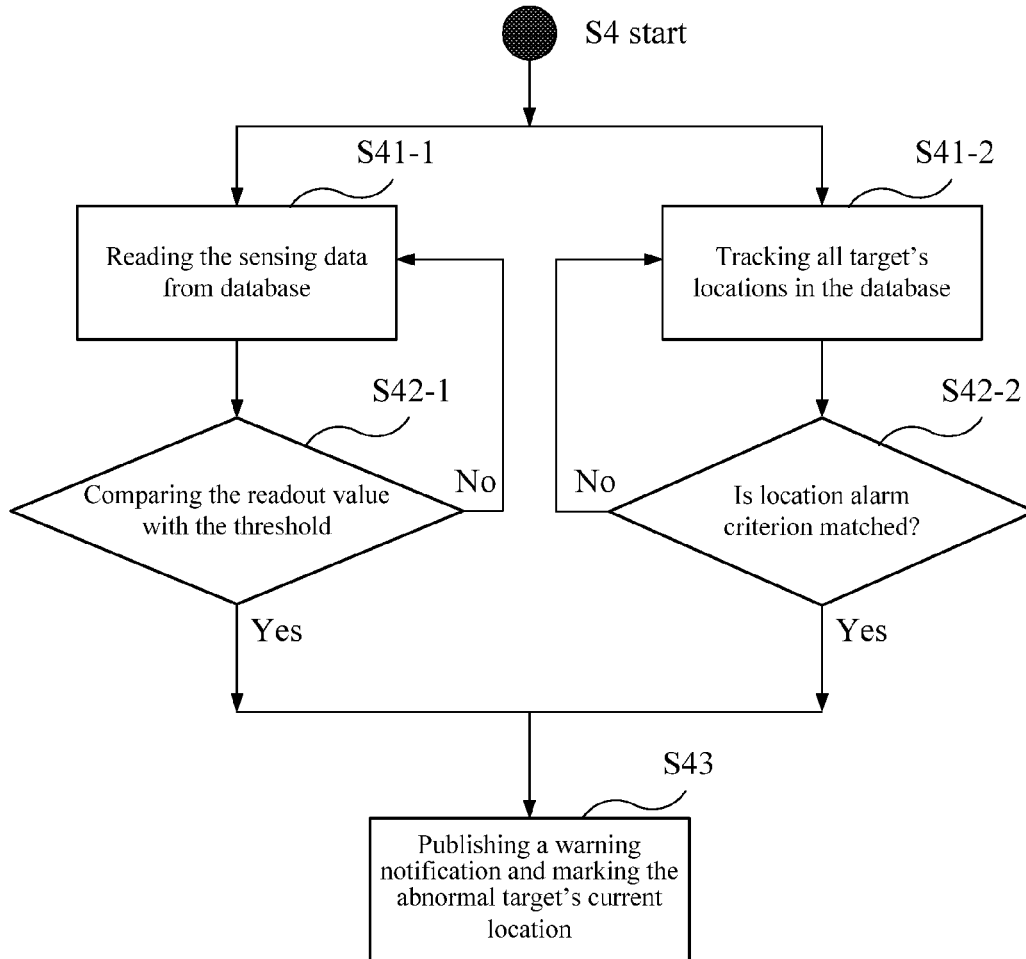 S4 start
S41-1
S41-2
Reading the sensing data
from database
Tracking all target's
locations in the database
S42-1
S42-2
No
No
Comparing the readout value
with the threshold
Is location alarm
criterion matched?
Yes
Yes
S43
Publishing a warning
notification and marking the
abnormal target's current
location